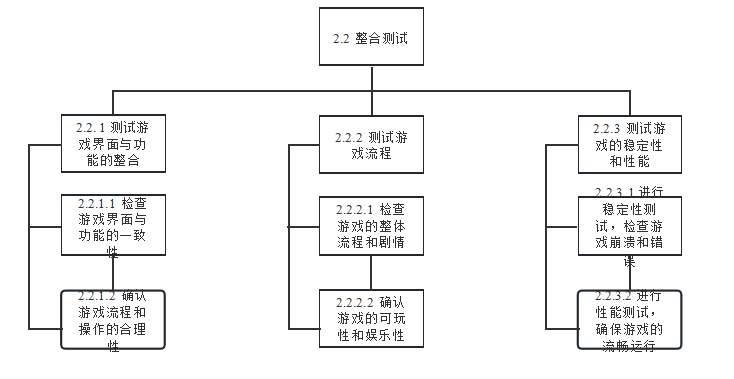 2.2 整合测试
2.2.1 测试游
戏界面与功
能的整合
2.2.2 测试游
戏流程
2.2.3 测试游
戏的稳定性
和性能
2.2.1.1 检查
游戏界面与
功能的一致
性
2.2.2.1 检查
游戏的整体
流程和剧情
2.2.3.1 进行
稳定性测
试，检查游
戏崩溃和错
误
2.2.1.2 确认
游戏流程和
操作的合理
性
2.2.2.2 确认
游戏的可玩
性和娱乐性
2.2.3.2 进行
性能测试，
确保游戏的
流畅运行